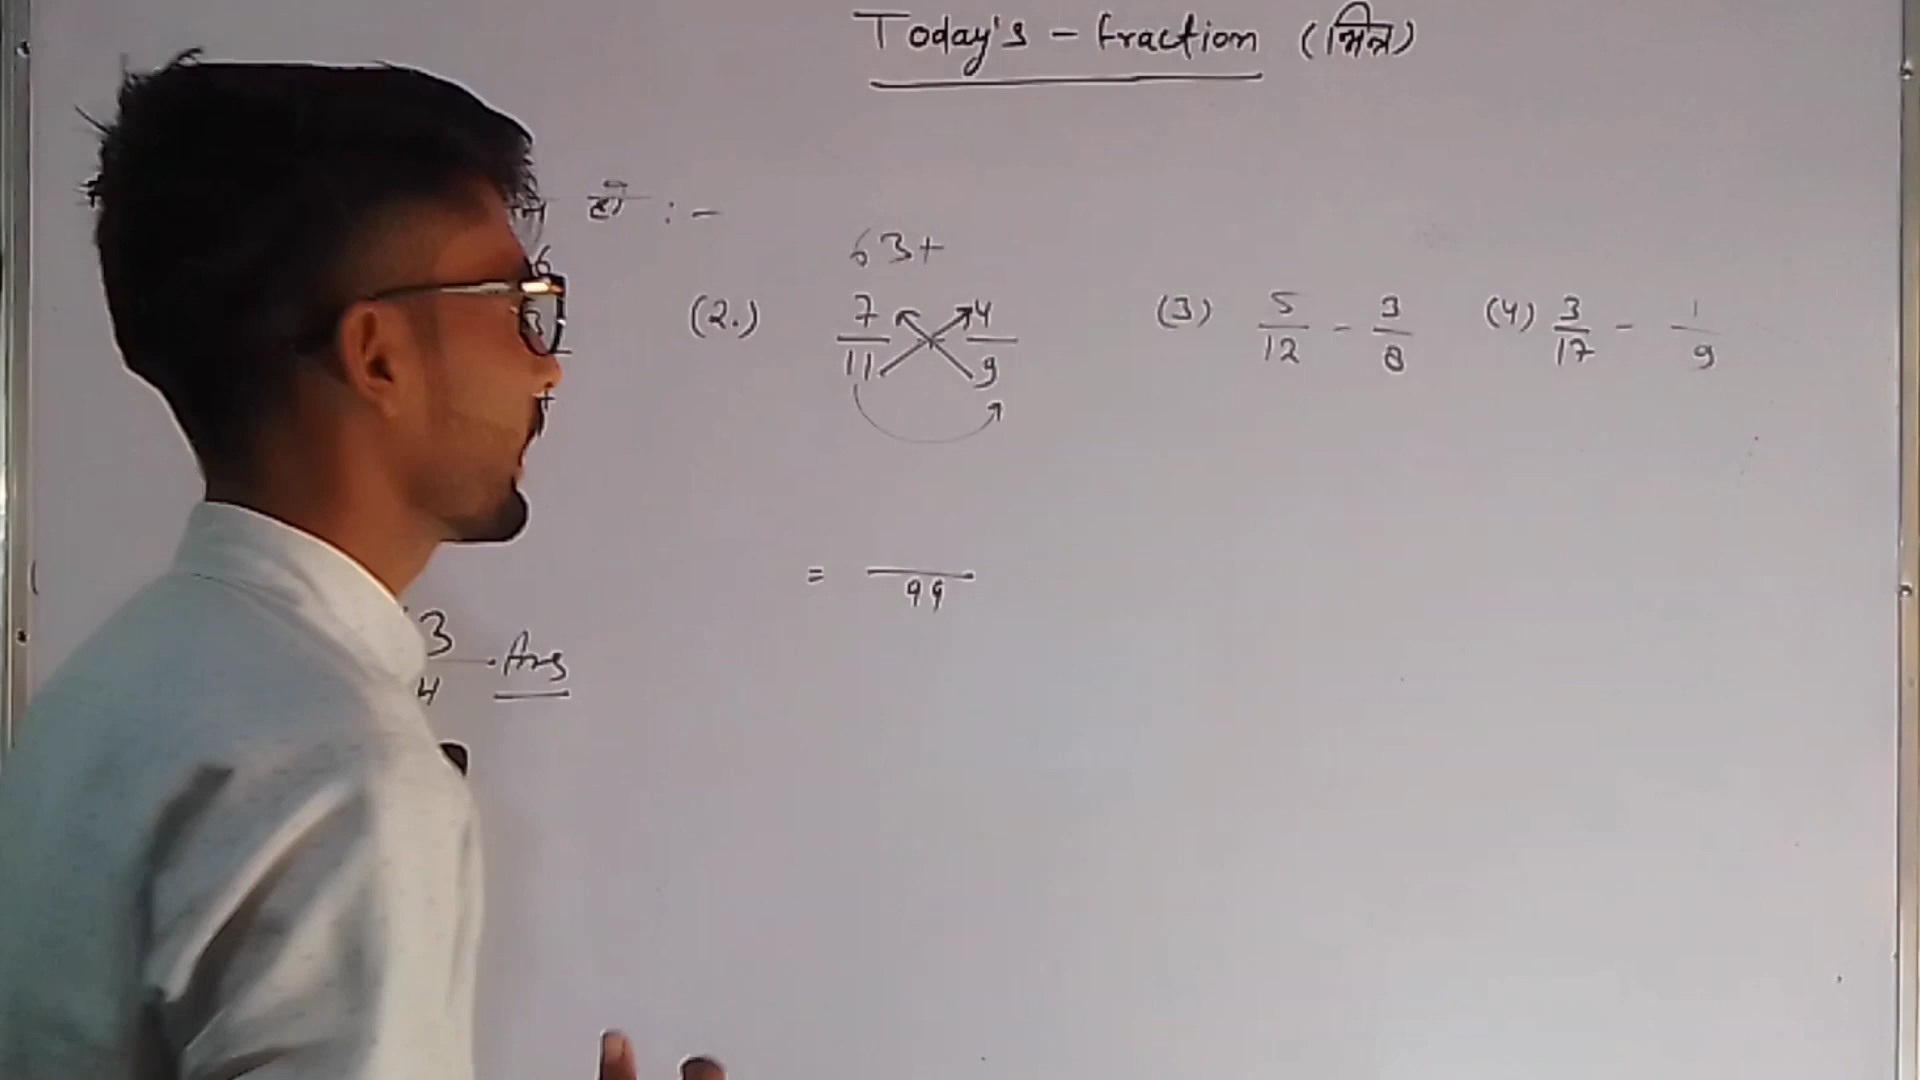 Today's - fraction (भिन्न)
हो :-
6
63+
(2.) 7/11 + 4/9 (3) 5/12 - 3/8 (4) 3/17 - 1/9
= /99
3/4 Ans